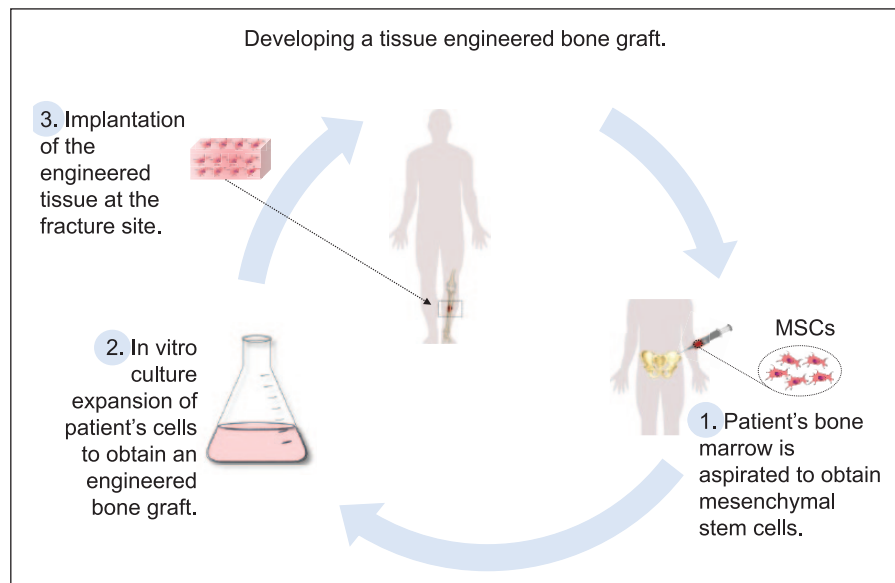 Developing a tissue engineered bone graft.
3. Implantation
of the
engineered
tissue at the
fracture site.
MSCs
1. Patient's bone
marrow is
aspirated to obtain
mesenchymal
stem cells.
2. In vitro
culture
expansion of
patient's cells
to obtain an
engineered
bone graft.